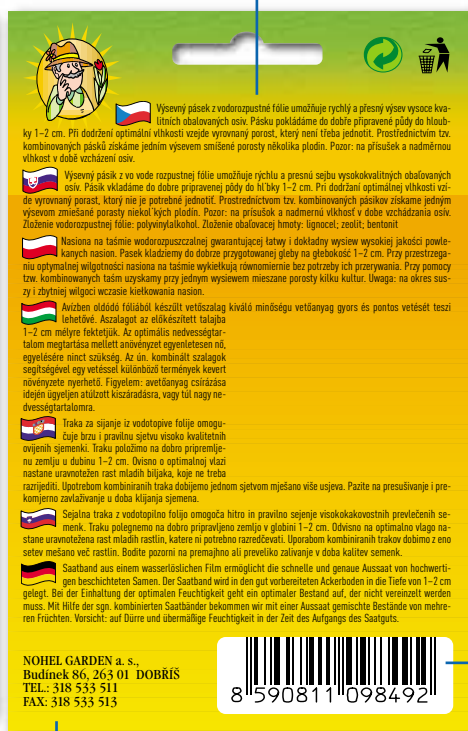 Výsevný pásek z vodorozpustné fólie umožňuje rychlý a přesný výsev vysoce kva-
litních obalovaných osiv. Pásku pokládáme do dobře připravené půdy do hloub-
ky 1–2 cm. Při dodržení optimální vlhkosti vzejde vyrovnaný porost, který není třeba jednotit. Prostřednictvím tzv.
kombinovaných pásků získáme jedním výsevem smíšené porosty několika plodin. Pozor: na přísušek a nadměrnou
vlhkost v době vzcházení osiv.
Výsevný pásik z vo vode rozpustnej fólie umožňuje rýchlu a presnú sejbu vysokokvalitných obaľovaných
osív. Pásik vkladáme do dobre pripravenej pôdy do hl'bky 1–2 cm. Pri dodržaní optimálnej vlhkosti vzí-
de vyrovnaný porast, ktorý nie je potrebné jednotiť. Prostredníctvom tzv. kombinovaných pásikov získame jedným
výsevom zmiešané porasty niekol'kých plodín. Pozor: na prísušok a nadmernú vlhkosť v dobe vzchádzania osív.
Zloženie vodorozpustnej fólie: polyvinylalkohol. Zloženie obaľovacej hmoty: lignocel; zeolit; bentonit
Nasiona na taśmie wodorozpuszczalnej gwarantującej łatwy i dokładny wysiew wysokiej jakości powle-
kanych nasion. Pasek kladziemy do dobrze przygotowanej gleby na głebokość 1–2 cm. Przy przestrzega-
niu optymalnej wilgotności nasiona na taśmie wykiełkują równomiernie bez potrzeby ich przerywania. Przy pomocy
tzw. kombinowanych taśm uzyskamy przy jednym wysiewem mieszane porosty kilku kultur. Uwaga: na okres sus-
zy i zbytniej wilgoci wczasie kiełkowania nasion.
Avízben oldódó fóliából készült vetőszalag kiváló minőségu vetőanyag gyors és pontos vetését teszi
lehetővé. Aszalagot az előkészített talajba
1–2 cm mélyre fektetjük. Az optimális nedvességtar-
talom megtartása mellett anövényzet egyenletesen nő,
egyelésére ninct szükség. Az ún. kombinált szalagok
segítségével egy vetéssel különböző termények kevert
növényzete nyerhető. Figyelem: avetőanyag csírázása
idején ügyeljen atúlzott kiszáradásra, vagy túl nagy ne-
dvességtartalomra.
Traka za sijanje iz vodotopive folije omogu-
čuje brzu i pravilnu sjetvu visoko kvalitetnih
ovijenih sjemenki. Traku položimo na dobro pripremlje-
nu zemlju u dubinu 1–2 cm. Ovisno o optimalnoj vlazi
nastane uravnotežen rast mladih biljaka, koje ne treba
razrijediti. Upotrebom kombiniranih traka dobijemo jednom sjetvom mješano više usjeva. Pazite na presušivanje i pre-
komjerno zavlaživanje u doba klijanja sjemena.
Sejalna traka z vodotopilno folijo omogoča hitro in pravilno sejenje visokokakovostnih prevlečenih se-
menk. Traku polegnemo na dobro pripravljeno zemljo v globini 1–2 cm. Odvisno na optimalno vlago na-
stane uravnotežena rast mladih rastlin, katere ni potrebno razredčevati. Uporabom kombiniranih trakov dobimo z eno
setev mešano več rastlin. Bodite pozorni na premajhno ali preveliko zalivanje v doba kalitev semenk.
Saatband aus einem wasserlöslichen Film ermöglicht die schnelle und genaue Aussaat von hochwerti-
gen beschichteten Samen. Der Saatband wird in den gut vorbereiteten Ackerboden in die Tiefe von 1–2 cm
gelegt. Bei der Einhaltung der optimalen Feuchtigkeit geht ein optimaler Bestand auf, der nicht vereinzelt werden
muss. Mit Hilfe der sgn. kombinierten Saatbänder bekommen wir mit einer Aussaat gemischte Bestände von mehre-
ren Früchten. Vorsicht: auf Dürre und übermäßige Feuchtigkeit in der Zeit des Aufgangs des Saatguts.
NOHEL GARDEN a. s.,
Budínek 86, 263 01 DOBŘÍŠ
TEL.: 318 533 511
FAX: 318 533 513
8 590811 098492